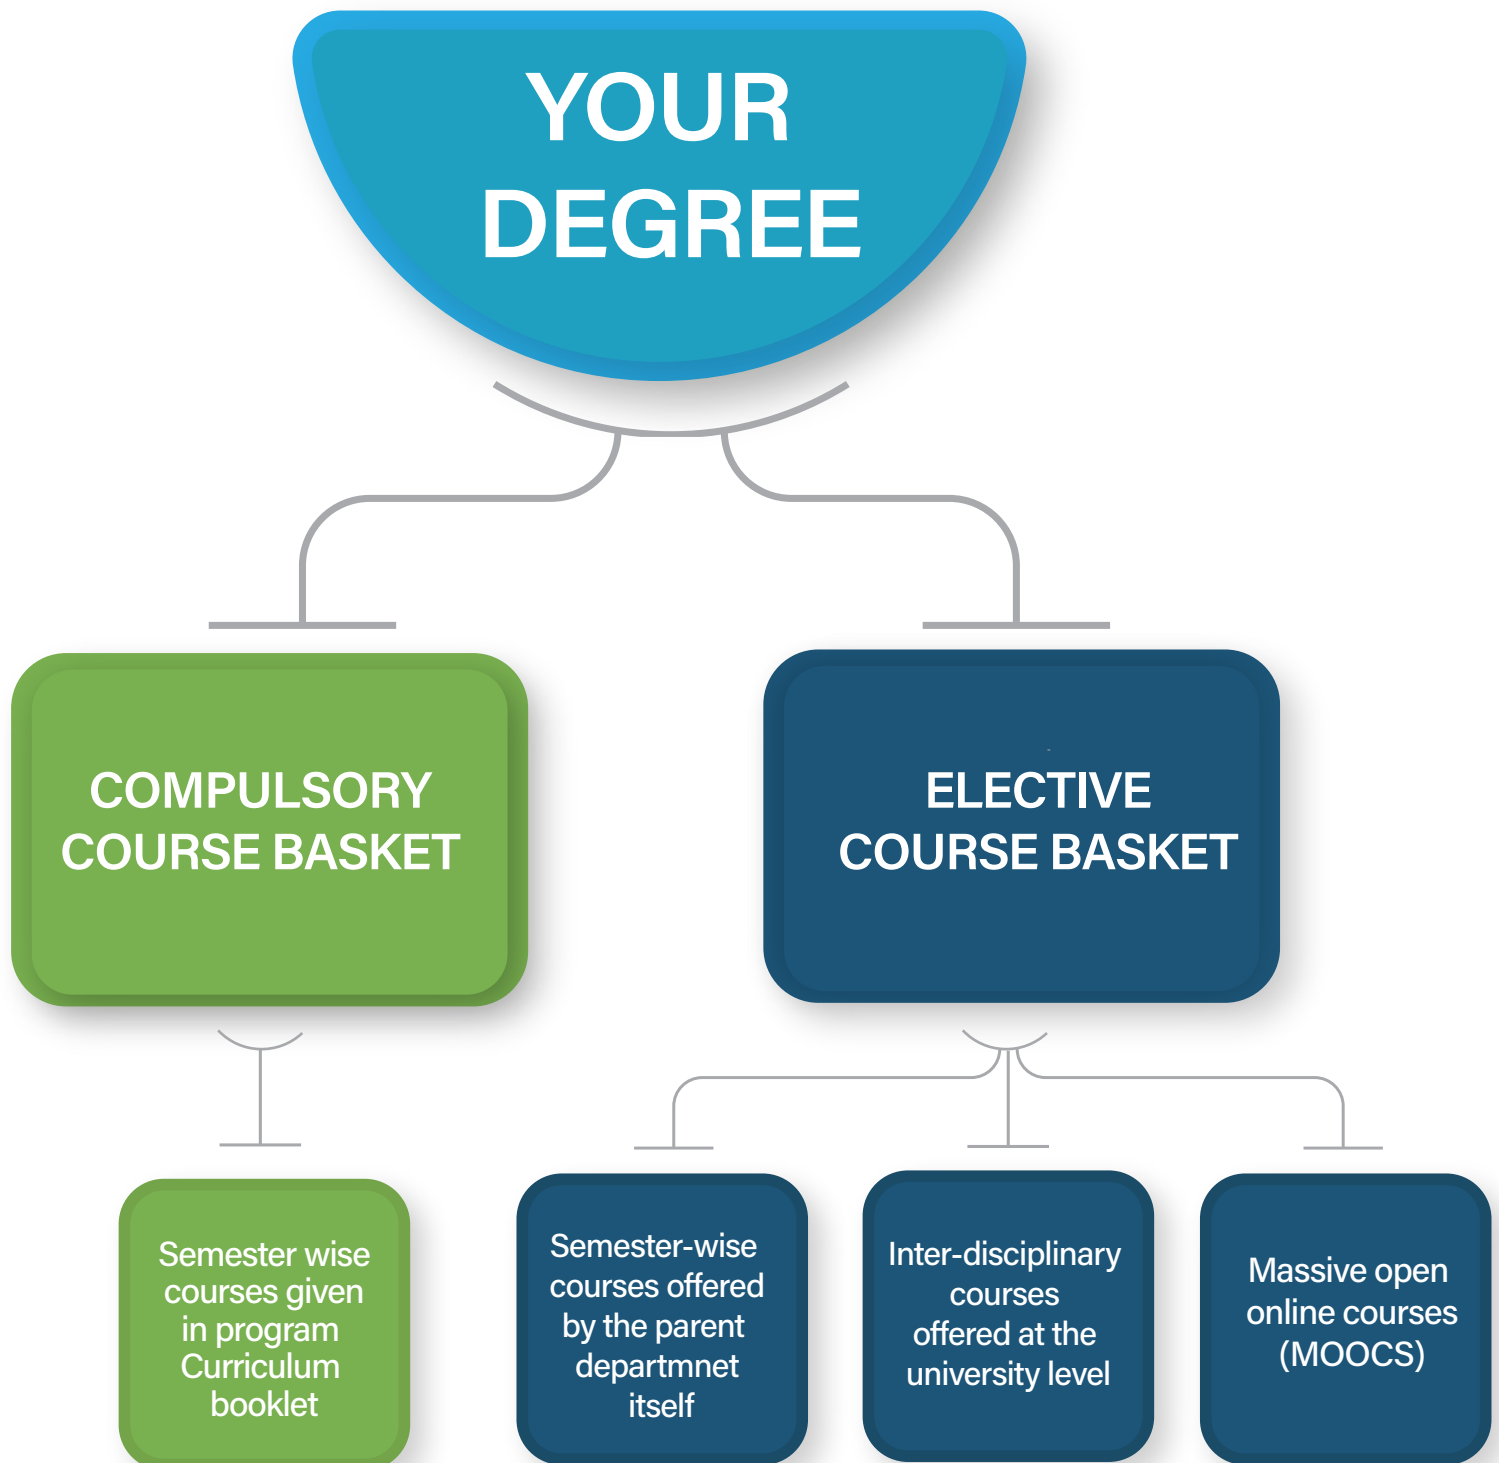 YOUR
DEGREE
COMPULSORY
COURSE BASKET
ELECTIVE
COURSE BASKET
Semester wise
courses given
in program
Curriculum
booklet
Semester-wise
courses offered
by the parent
departmnet
itself
Inter-disciplinary
courses
offered at the
university level
Massive open
online courses
(MOOCS)